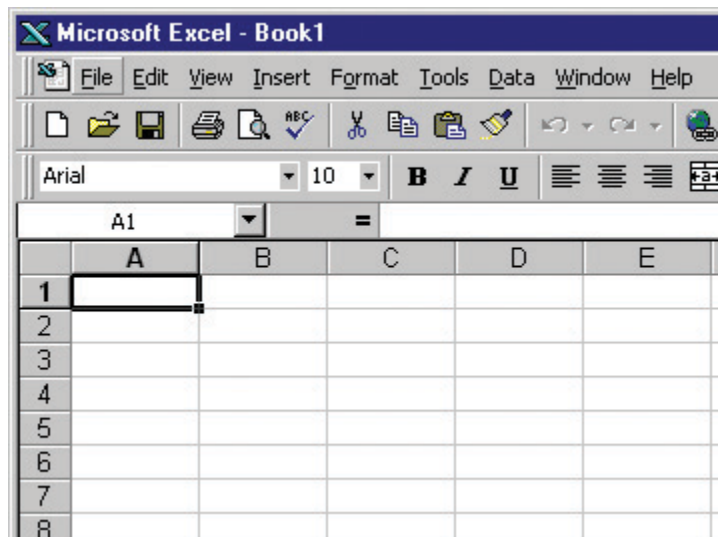 Microsoft Excel - Book1
File Edit View Insert Format Tools Data Window Help
ABC
Arial 10 B I U a
A1 =
A B C D E
1
2
3
4
5
6
7
8